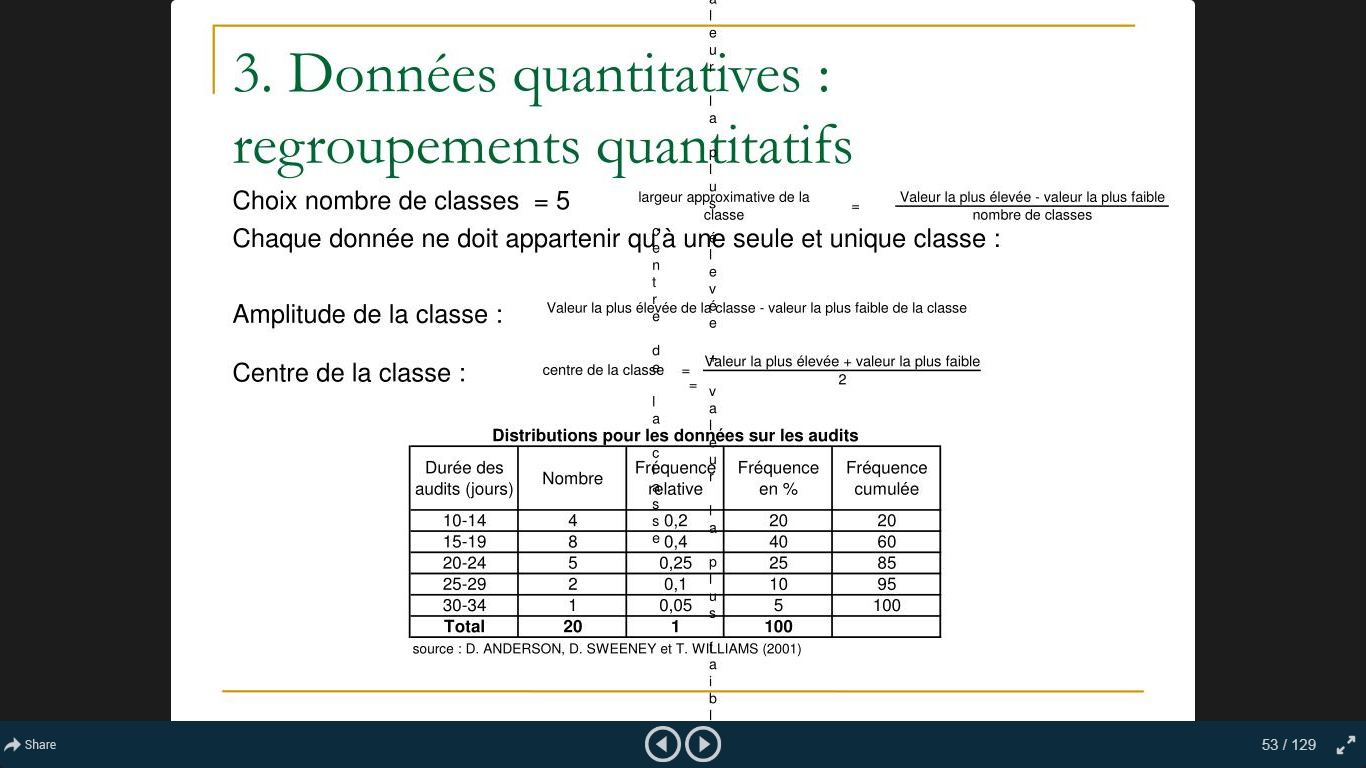 3. Données quantitatives :
regroupements quantitatifs
Choix nombre de classes = 5
largeur approximative de la
classe
=
Valeur la plus élevée - valeur la plus faible
nombre de classes
Chaque donnée ne doit appartenir qu'à une seule et unique classe :
Amplitude de la classe :
Valeur la plus élevée de la classe - valeur la plus faible de la classe
Centre de la classe :
centre de la classe =
Valeur la plus élevée + valeur la plus faible
2
=
Distributions pour les données sur les audits
Durée des audits (jours) Nombre Fréquence relative Fréquence en % Fréquence cumulée
10-14 4 0,2 20 20
15-19 8 0,4 40 60
20-24 5 0,25 25 85
25-29 2 0,1 10 95
30-34 1 0,05 5 100
Total 20 1 100
source : D. ANDERSON, D. SWEENEY et T. WILLIAMS (2001)
Share
53 / 129